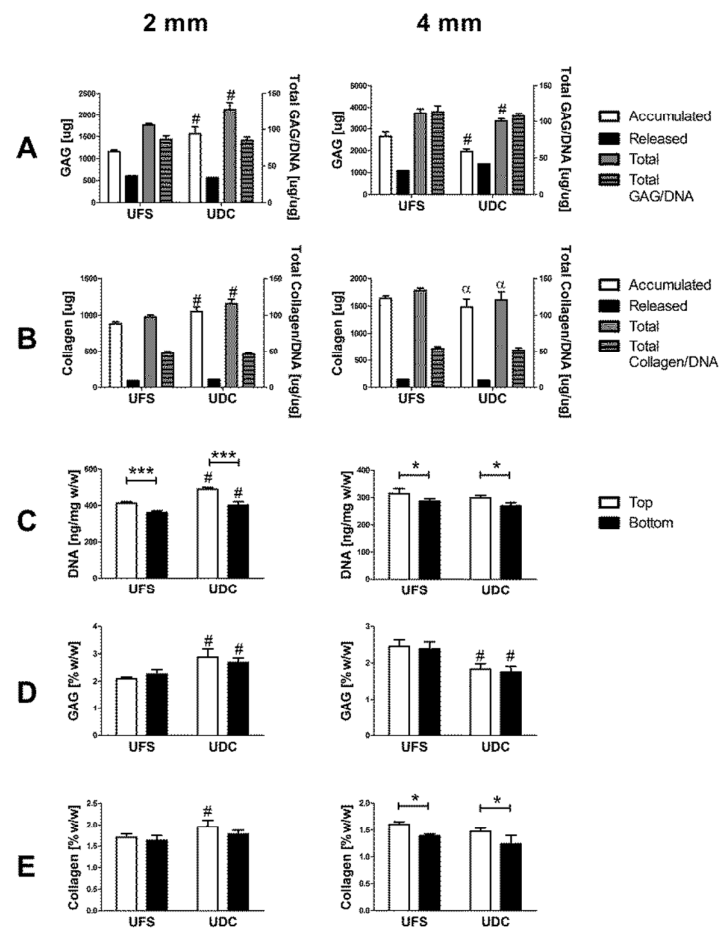 2 mm
4 mm
A
GAG [ug]
2500
2000
1500
1000
500
0
150
100
50
0
Total GAG/DNA [ug/ug]
# #
UFS UDC
GAG [ug]
5000
4000
3000
2000
1000
0
150
100
50
0
Total GAG/DNA [ug/ug]
# #
UFS UDC
Accumulated
Released
Total
Total
GAG/DNA
B
Collagen [ug]
1500
1000
500
0
150
100
50
0
Total Collagen/DNA [ug/ug]
# #
UFS UDC
Collagen [ug]
2000
1500
1000
500
0
150
100
50
0
Total Collagen/DNA [ug/ug]
α α
UFS UDC
Accumulated
Released
Total
Total
Collagen/DNA
C
DNA [ng/mg w/w]
600
400
200
0
*** ***
# #
UFS UDC
DNA [ng/mg w/w]
400
300
200
100
0
* *
UFS UDC
Top
Bottom
D
GAG [% w/w]
4
3
2
1
0
# #
UFS UDC
GAG [% w/w]
3
2
1
0
# #
UFS UDC
E
Collagen [% w/w]
2.5
2.0
1.5
1.0
0.5
0.0
#
UFS UDC
Collagen [% w/w]
2.0
1.5
1.0
0.5
0.0
* *
UFS UDC